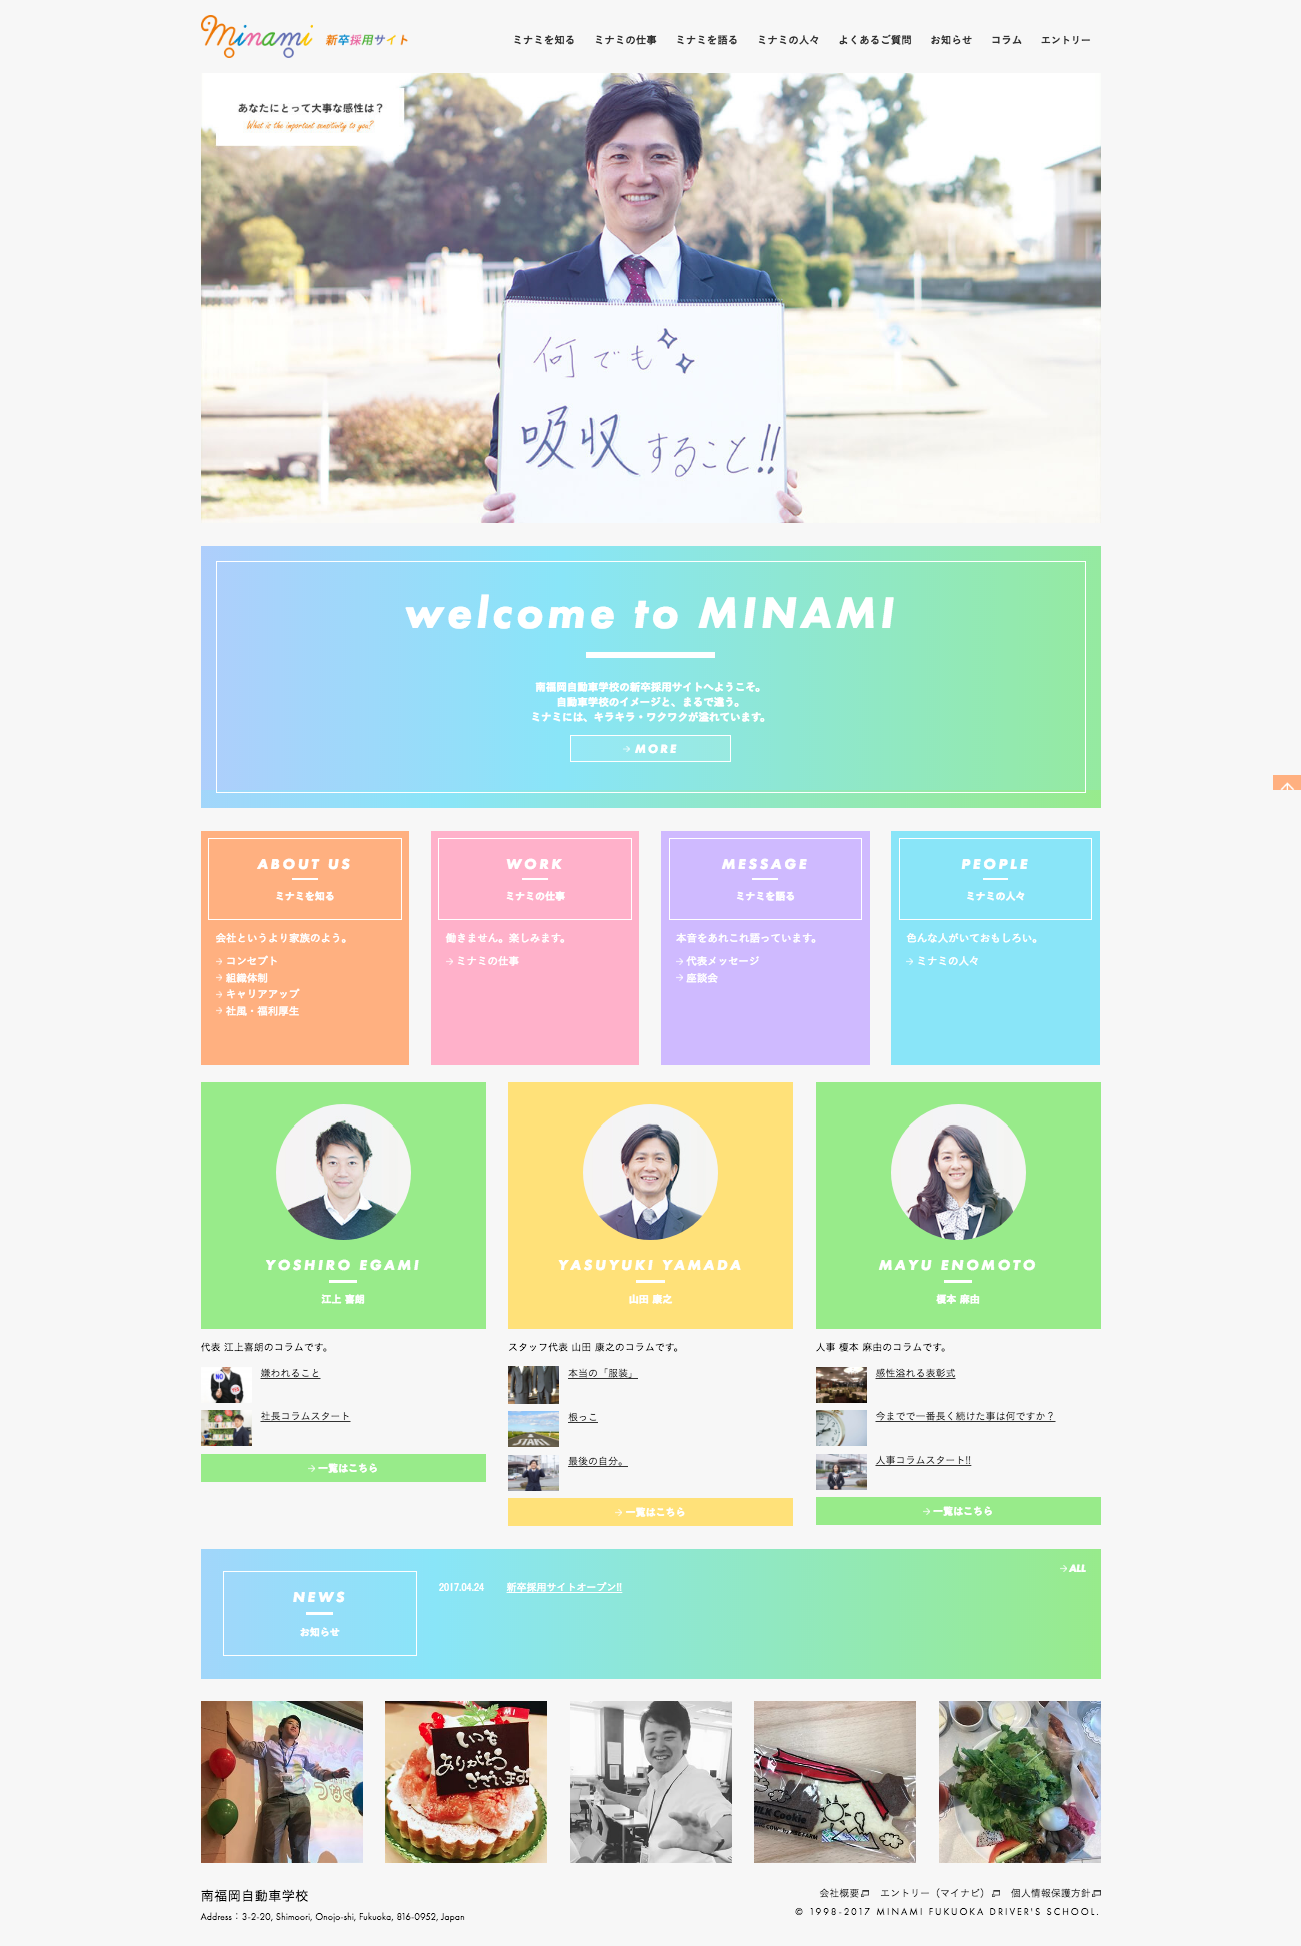 minami 新卒採用サイト
ミナミを知る ミナミの仕事 ミナミを語る ミナミの人々 よくあるご質問 お知らせ コラム エントリー
あなたにとって大事な感性は？
What is the important sensitivity to you?
何でも
吸収すること!!
welcome to MINAMI
南福岡自動車学校の新卒採用サイトへようこそ。
自動車学校のイメージと、まるで違う。
ミナミには、キラキラ・ワクワクが溢れています。
MORE
ABOUT US
ミナミを知る
会社というより家族のよう。
コンセプト
組織体制
キャリアアップ
社風・福利厚生
WORK
ミナミの仕事
働きません。楽しみます。
ミナミの仕事
MESSAGE
ミナミを語る
本音をあれこれ語っています。
代表メッセージ
座談会
PEOPLE
ミナミの人々
色んな人がいておもしろい。
ミナミの人々
YOSHIRO EGAMI
江上 喜朗
代表 江上喜朗のコラムです。
NO
YES
嫌われること
社長コラムスタート
一覧はこちら
YASUYUKI YAMADA
山田 康之
スタッフ代表 山田 康之のコラムです。
本当の「服装」
START
根っこ
最後の自分。
一覧はこちら
MAYU ENOMOTO
榎本 麻由
人事 榎本 麻由のコラムです。
感性溢れる表彰式
今までで一番長く続けた事は何ですか？
人事コラムスタート!!
一覧はこちら
NEWS
お知らせ
2017.04.24 新卒採用サイトオープン!!
ALL
つなぐ
MI
いつも
ありがとう
ございます
MILK Cookie
南福岡自動車学校
Address：3-2-20, Shimoori, Onojo-shi, Fukuoka, 816-0952, Japan
会社概要 エントリー（マイナビ） 個人情報保護方針
© 1998-2017 MINAMI FUKUOKA DRIVER'S SCHOOL.